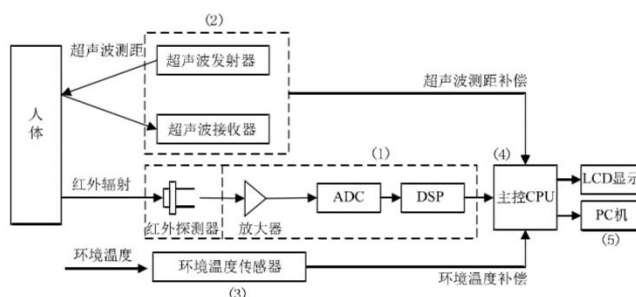 (2)
超声波测距
超声波发射器
超声波测距补偿
人体
超声波接收器
(1)
(4)
红外辐射
ADC
DSP
主控CPU
LCD显示
PC机
红外探测器
放大器
(5)
环境温度
环境温度传感器
环境温度补偿
(3)